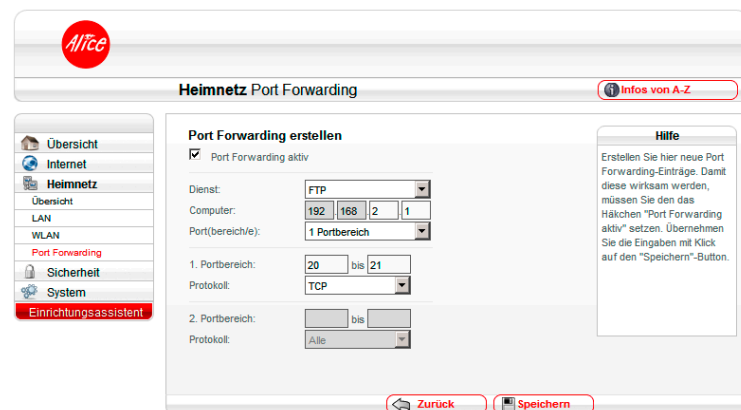 Alice
Heimnetz Port Forwarding
Infos von A-Z
Übersicht
Internet
Heimnetz
Übersicht
LAN
WLAN
Port Forwarding
Sicherheit
System
Einrichtungsassistent
Port Forwarding erstellen
Port Forwarding aktiv
Dienst: FTP
Computer: 192 .168 .2 .1
Port(bereich/e): 1 Portbereich
1. Portbereich: 20 bis 21
Protokoll: TCP
2. Portbereich: bis
Protokoll: Alle
Zurück
Speichern
Hilfe
Erstellen Sie hier neue Port
Forwarding-Einträge. Damit
diese wirksam werden,
müssen Sie den das
Häkchen "Port Forwarding
aktiv" setzen. Übernehmen
Sie die Eingaben mit Klick
auf den "Speichern"-Button.